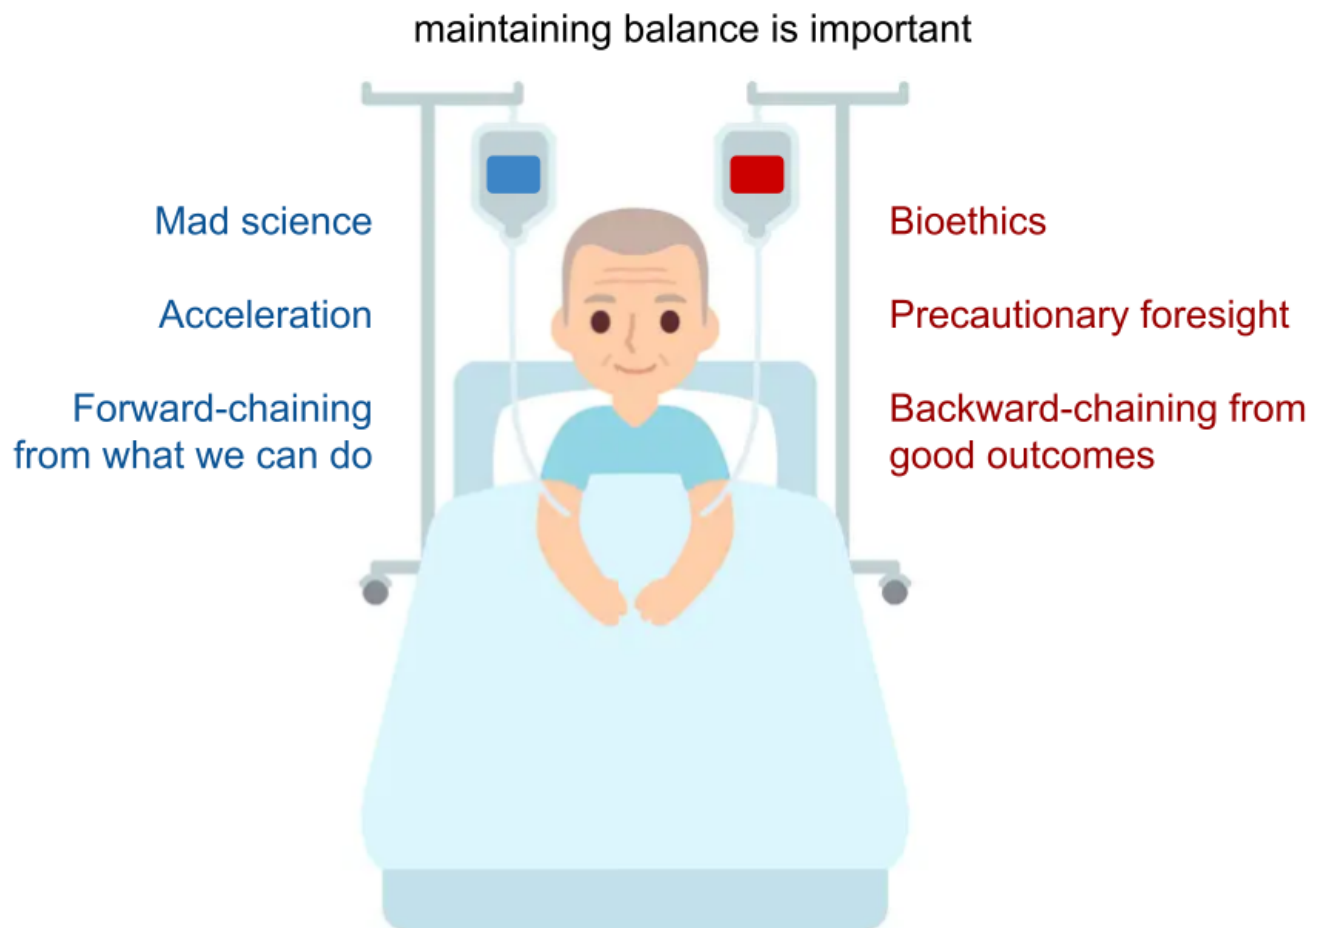 maintaining balance is important
Mad science
Acceleration
Forward-chaining
from what we can do
Bioethics
Precautionary foresight
Backward-chaining from
good outcomes